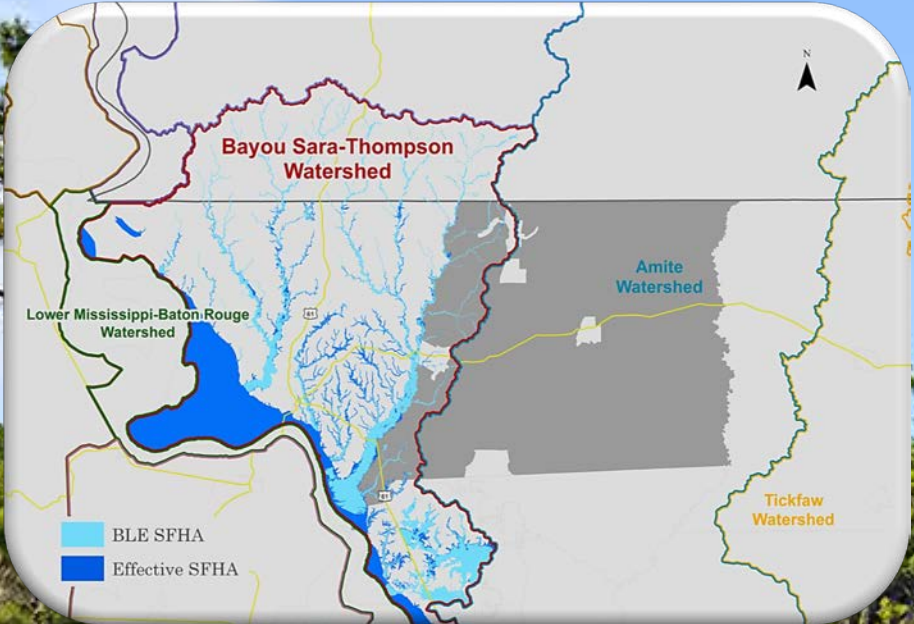 N
Bayou Sara-Thompson
Watershed
Amite
Watershed
Lower Mississippi-Baton Rouge
Watershed
61
61
Tickfaw
Watershed
BLE SFHA
Effective SFHA